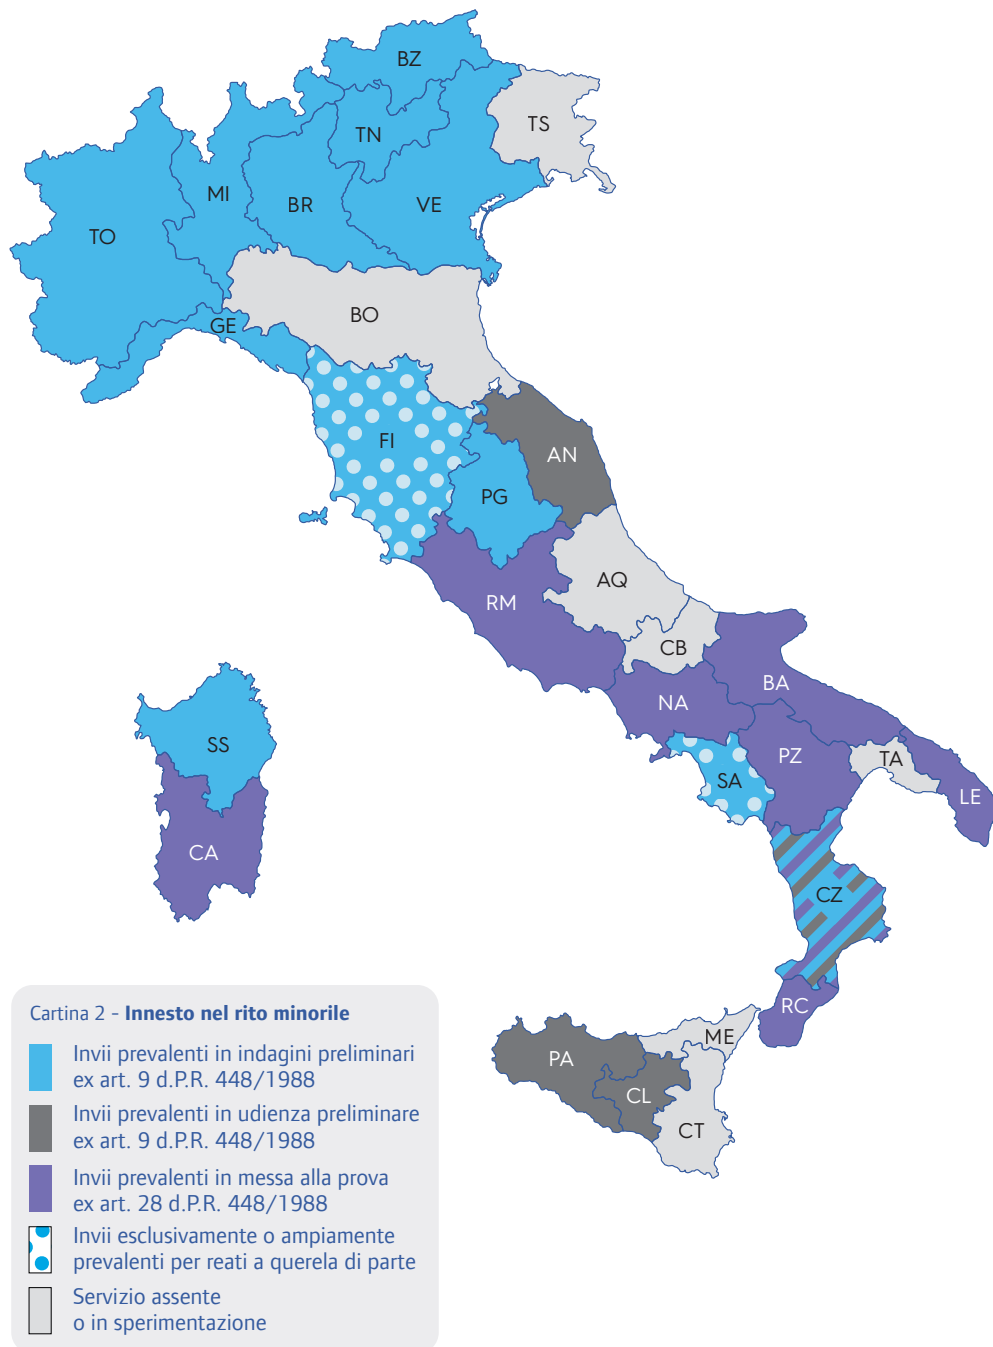 BZ
TS
TN
MI
BR
VE
TO
BO
GE
FI
AN
PG
AQ
RM
CB
BA
NA
SS
PZ
TA
SA
LE
CA
CZ
RC
ME
PA
CL
CT
Cartina 2 - Innesto nel rito minorile
Invii prevalenti in indagini preliminari
ex art. 9 d.P.R. 448/1988
Invii prevalenti in udienza preliminare
ex art. 9 d.P.R. 448/1988
Invii prevalenti in messa alla prova
ex art. 28 d.P.R. 448/1988
Invii esclusivamente o ampiamente
prevalenti per reati a querela di parte
Servizio assente
o in sperimentazione